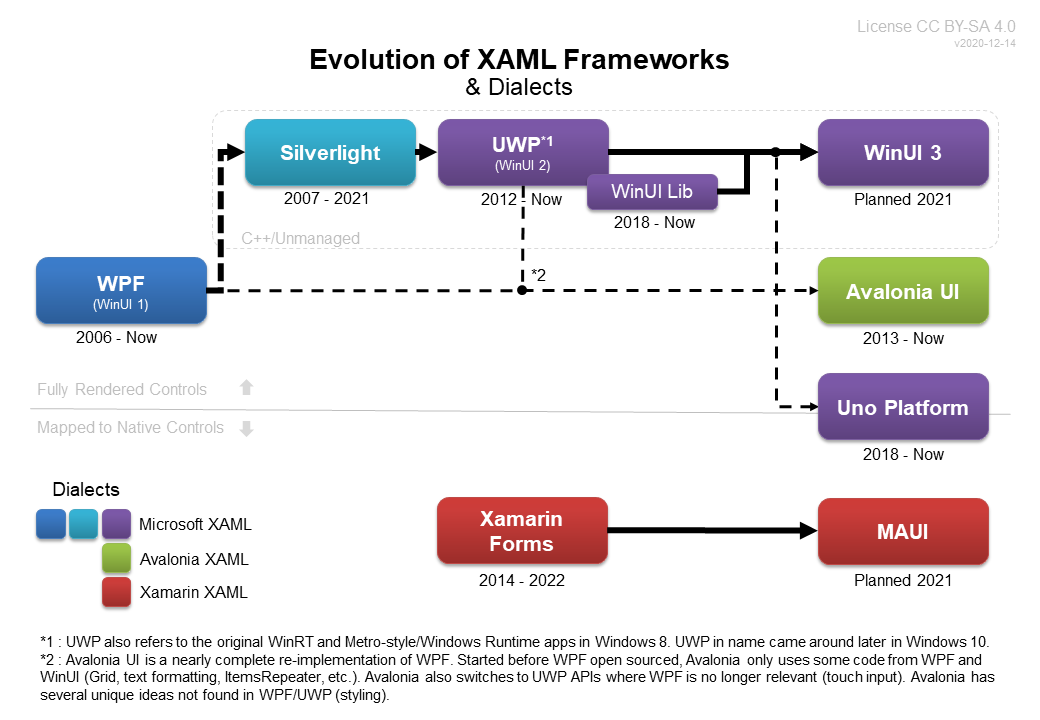 License CC BY-SA 4.0
v2020-12-14
Evolution of XAML Frameworks
& Dialects
Silverlight
2007 - 2021
UWP*1
(WinUI 2)
2012 - Now
WinUI Lib
2018 - Now
WinUI 3
Planned 2021
C++/Unmanaged
WPF
(WinUI 1)
2006 - Now
*2
Avalonia UI
2013 - Now
Fully Rendered Controls
Mapped to Native Controls
Uno Platform
2018 - Now
Dialects
Microsoft XAML
Avalonia XAML
Xamarin XAML
Xamarin
Forms
2014 - 2022
MAUI
Planned 2021
*1 : UWP also refers to the original WinRT and Metro-style/Windows Runtime apps in Windows 8. UWP in name came around later in Windows 10.
*2 : Avalonia UI is a nearly complete re-implementation of WPF. Started before WPF open sourced, Avalonia only uses some code from WPF and
WinUI (Grid, text formatting, ItemsRepeater, etc.). Avalonia also switches to UWP APIs where WPF is no longer relevant (touch input). Avalonia has
several unique ideas not found in WPF/UWP (styling).